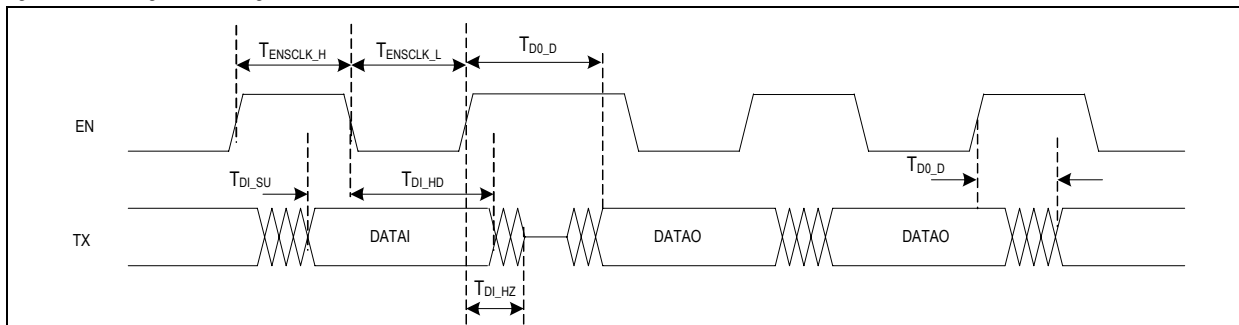 TENSCLK_H TENSCLK_L TD0_D
EN
TD0_D
TDI_SU TDI_HD
TX DATAI DATAO DATAO
TDI_HZ